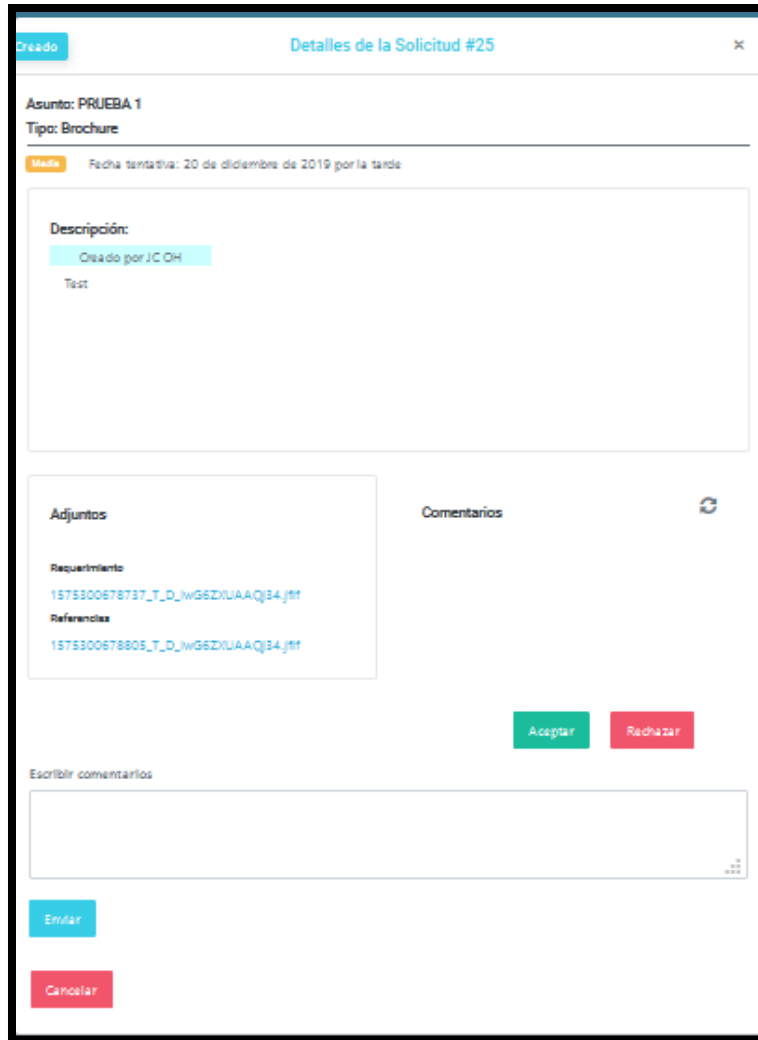 Creado
Detalles de la Solicitud #25
×
Asunto: PRUEBA 1
Tipo: Brochure
Media
Fecha tentativa: 20 de diciembre de 2019 por la tarde
Descripción:
Creado por JC OH
Test
Adjuntos
Comentarios
Requerimiento
1575300678737_T_D_IwG6ZXUAAQJ34.jfif
Referencias
1575300678805_T_D_IwG6ZXUAAQJ34.jfif
Aceptar
Rechazar
Escribir comentarios
Enviar
Cancelar